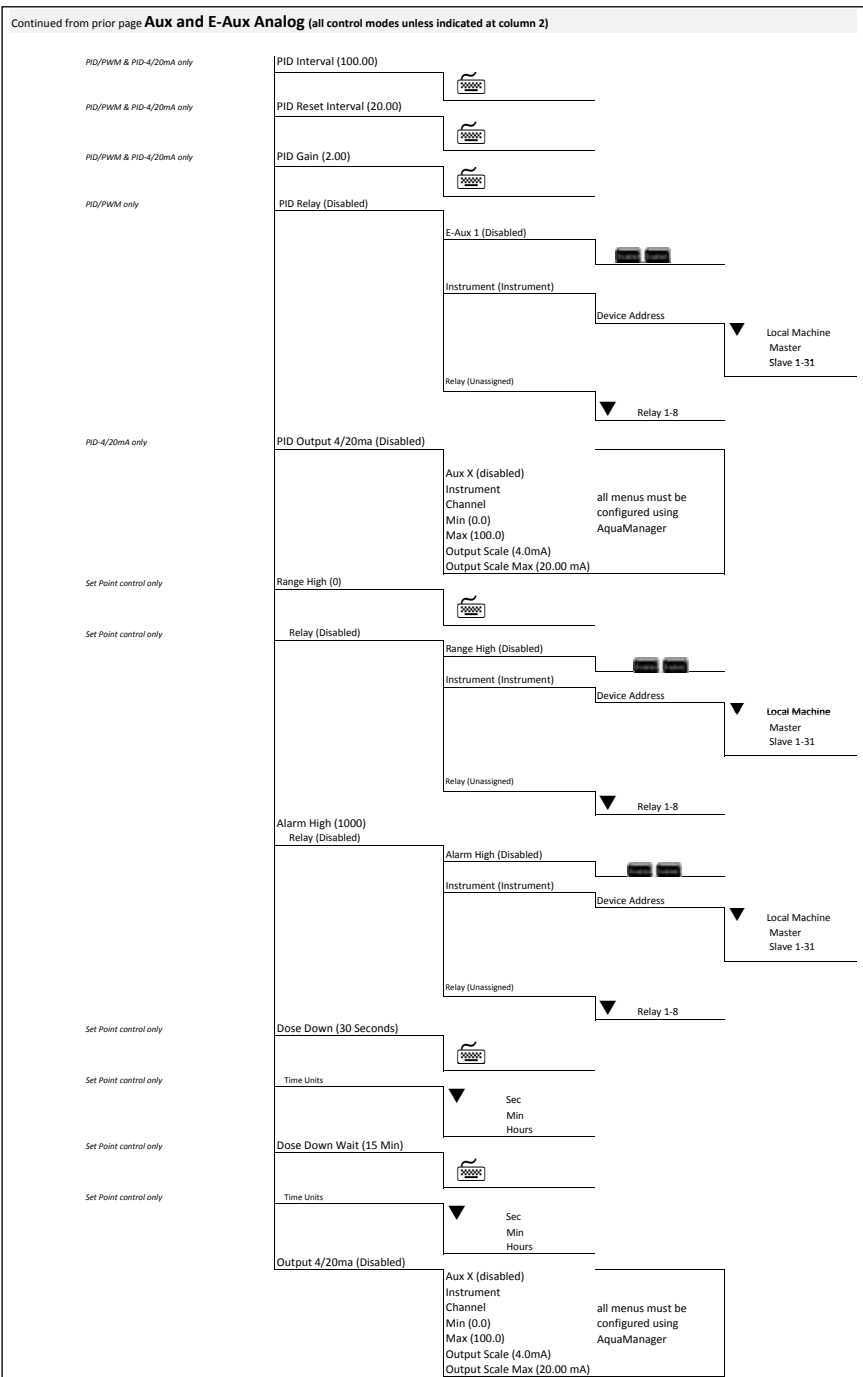 Continued from prior page Aux and E-Aux Analog (all control modes unless indicated at column 2)
PID/PWM & PID-4/20mA only
PID Interval (100.00)
PID/PWM & PID-4/20mA only
PID Reset Interval (20.00)
PID/PWM & PID-4/20mA only
PID Gain (2.00)
PID/PWM only
PID Relay (Disabled)
E-Aux 1 (Disabled)
Instrument (Instrument)
Device Address
Local Machine
Master
Slave 1-31
Relay (Unassigned)
Relay 1-8
PID-4/20mA only
PID Output 4/20ma (Disabled)
Aux X (disabled)
Instrument
Channel
Min (0.0)
Max (100.0)
Output Scale (4.0mA)
Output Scale Max (20.00 mA)
all menus must be
configured using
AquaManager
Set Point control only
Range High (0)
Set Point control only
Relay (Disabled)
Range High (Disabled)
Instrument (Instrument)
Device Address
Local Machine
Master
Slave 1-31
Relay (Unassigned)
Relay 1-8
Alarm High (1000)
Relay (Disabled)
Alarm High (Disabled)
Instrument (Instrument)
Device Address
Local Machine
Master
Slave 1-31
Relay (Unassigned)
Relay 1-8
Set Point control only
Dose Down (30 Seconds)
Set Point control only
Time Units
Sec
Min
Hours
Set Point control only
Dose Down Wait (15 Min)
Set Point control only
Time Units
Sec
Min
Hours
Output 4/20ma (Disabled)
Aux X (disabled)
Instrument
Channel
Min (0.0)
Max (100.0)
Output Scale (4.0mA)
Output Scale Max (20.00 mA)
all menus must be
configured using
AquaManager